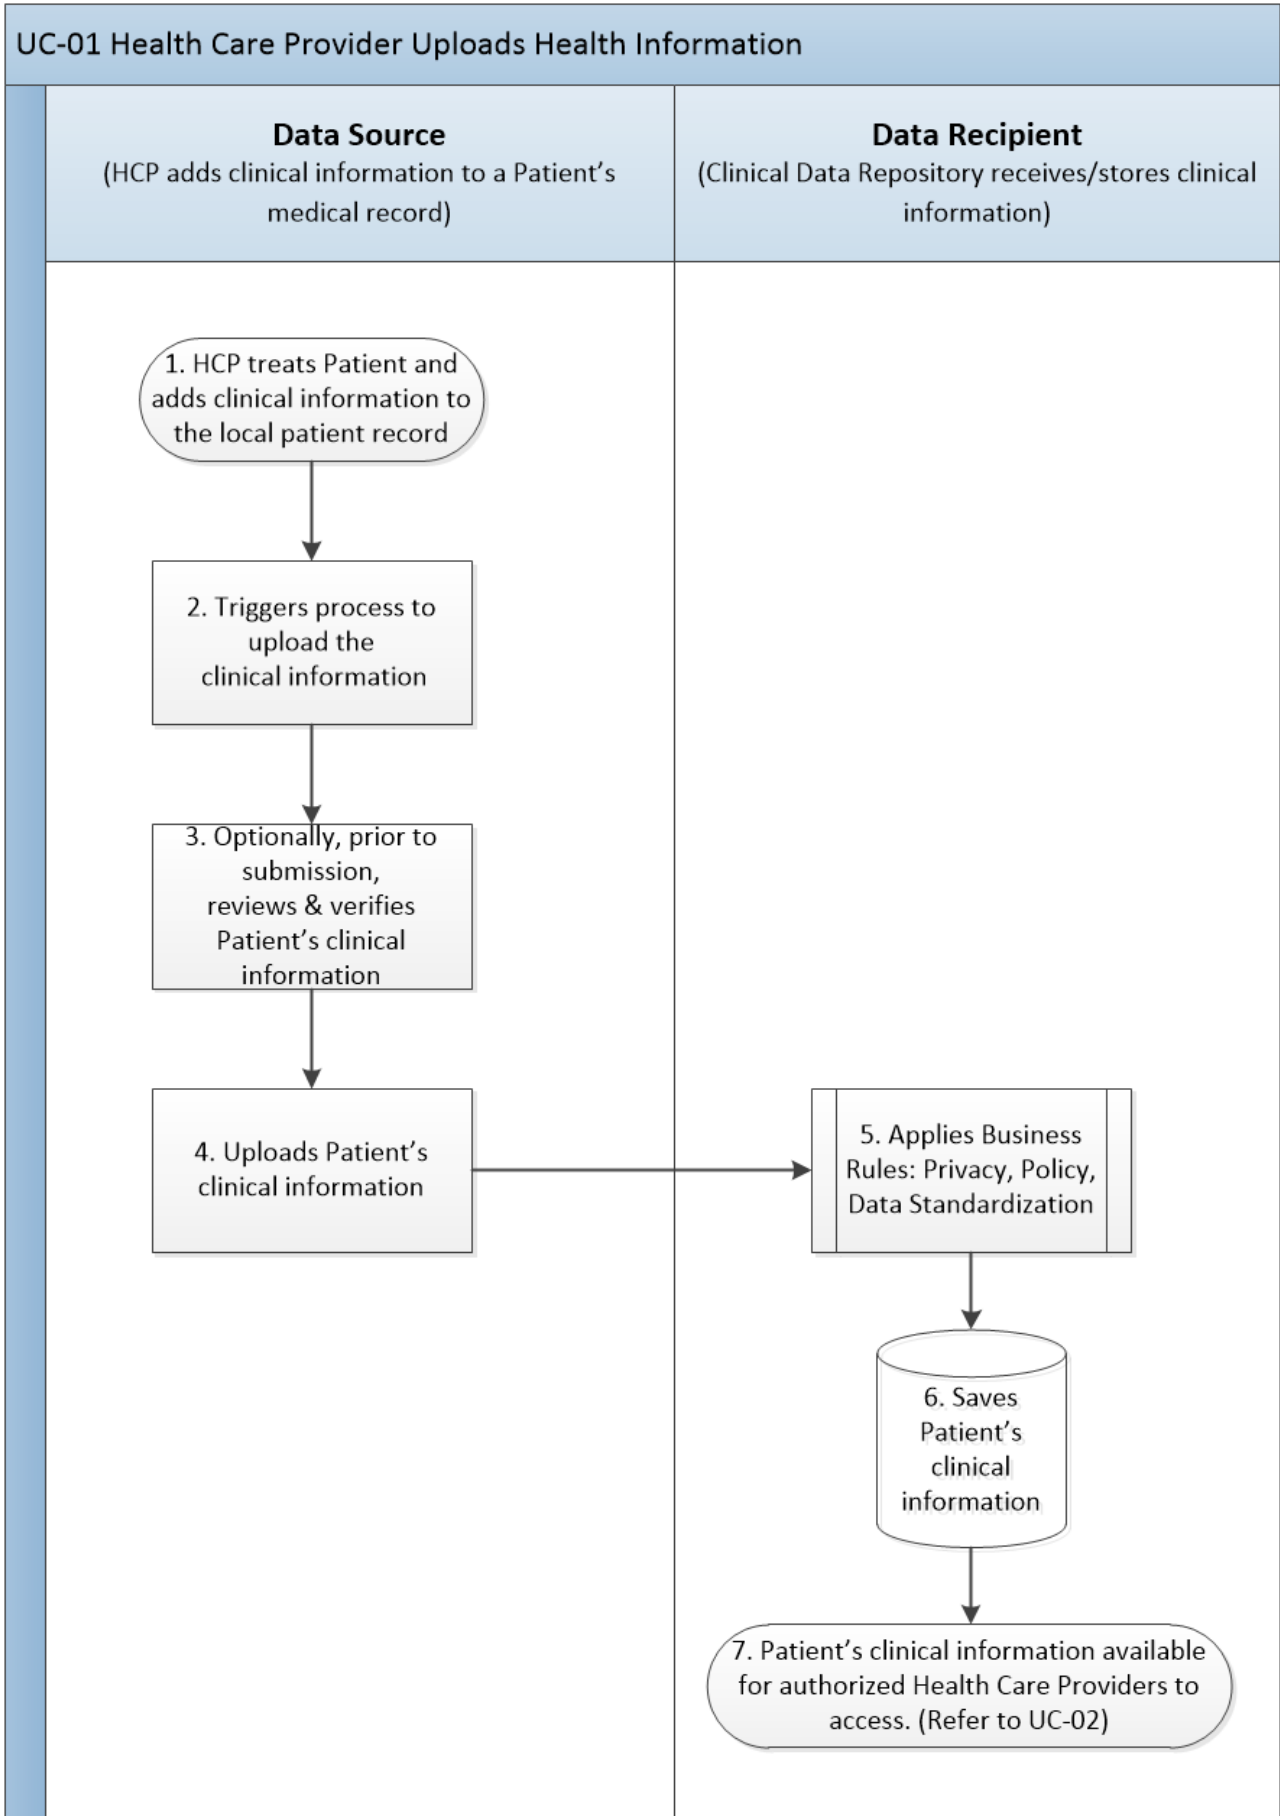 UC-01 Health Care Provider Uploads Health Information
Data Source
(HCP adds clinical information to a Patient's
medical record)
Data Recipient
(Clinical Data Repository receives/stores clinical
information)
1. HCP treats Patient and
adds clinical information to
the local patient record
2. Triggers process to
upload the
clinical information
3. Optionally, prior to
submission,
reviews & verifies
Patient's clinical
information
4. Uploads Patient's
clinical information
5. Applies Business
Rules: Privacy, Policy,
Data Standardization
6. Saves
Patient's
clinical
information
7. Patient's clinical information available
for authorized Health Care Providers to
access. (Refer to UC-02)